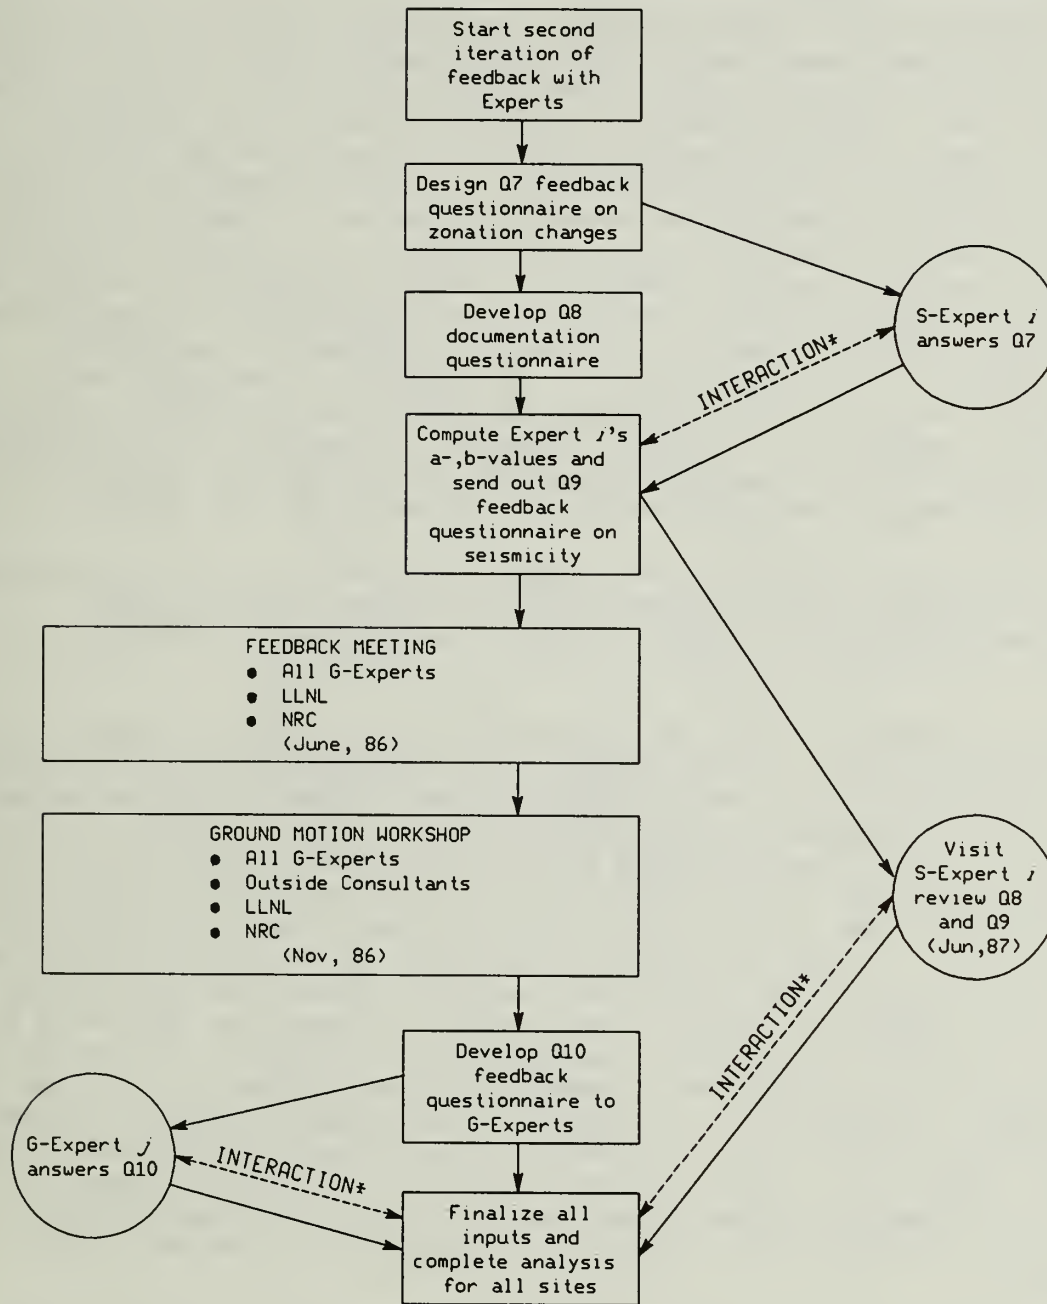 Start second
iteration of
feedback with
Experts
Design Q7 feedback
questionnaire on
zonation changes
S-Expert i
answers Q7
Develop Q8
documentation
questionnaire
INTERACTION*
Compute Expert i's
a-,b-values and
send out Q9
feedback
questionnaire on
seismicity
FEEDBACK MEETING
● All G-Experts
● LLNL
● NRC
(June, 86)
GROUND MOTION WORKSHOP
● All G-Experts
● Outside Consultants
● LLNL
● NRC
(Nov, 86)
Visit
S-Expert i
review Q8
and Q9
(Jun,87)
INTERACTION*
Develop Q10
feedback
questionnaire to
G-Experts
G-Expert j
answers Q10
INTERACTION*
Finalize all
inputs and
complete analysis
for all sites